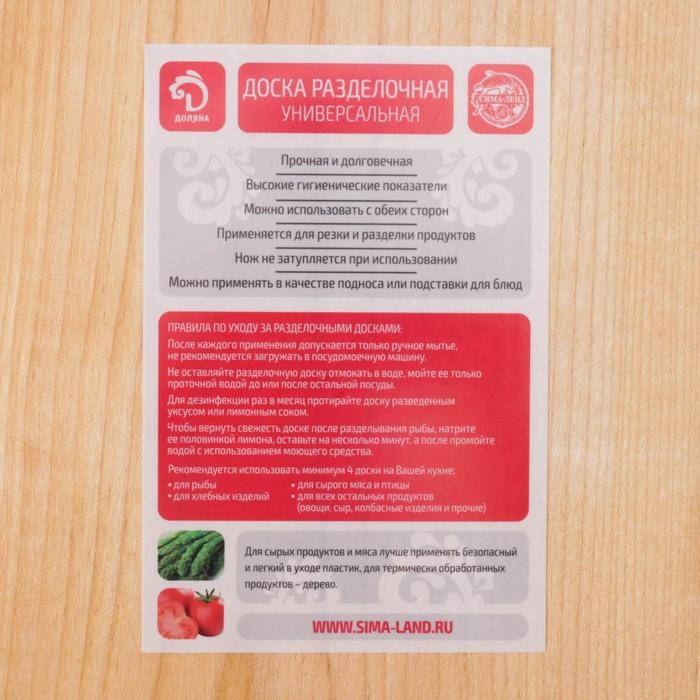 ДОЛЯНА
ДОСКА РАЗДЕЛОЧНАЯ
УНИВЕРСАЛЬНАЯ
СИМА-ЛЕНД
Прочная и долговечная
Высокие гигиенические показатели
Можно использовать с обеих сторон
Применяется для резки и разделки продуктов
Нож не затупляется при использовании
Можно применять в качестве подноса или подставки для блюд
ПРАВИЛА ПО УХОДУ ЗА РАЗДЕЛОЧНЫМИ ДОСКАМИ:
После каждого применения допускается только ручное мытье,
не рекомендуется загружать в посудомоечную машину.
Не оставляйте разделочную доску отмокать в воде, мойте ее только
проточной водой до или после остальной посуды.
Для дезинфекции раз в месяц протирайте доску разведенным
уксусом или лимонным соком.
Чтобы вернуть свежесть доске после разделывания рыбы, натрите
ее половинкой лимона, оставьте на несколько минут, а после промойте
водой с использованием моющего средства.
Рекомендуется использовать минимум 4 доски на Вашей кухне:
• для рыбы
• для хлебных изделий
• для сырого мяса и птицы
• для всех остальных продуктов
(овощи, сыр, колбасные изделия и прочие)
Для сырых продуктов и мяса лучше применять безопасный
и легкий в уходе пластик, для термически обработанных
продуктов – дерево.
WWW.SIMA-LAND.RU